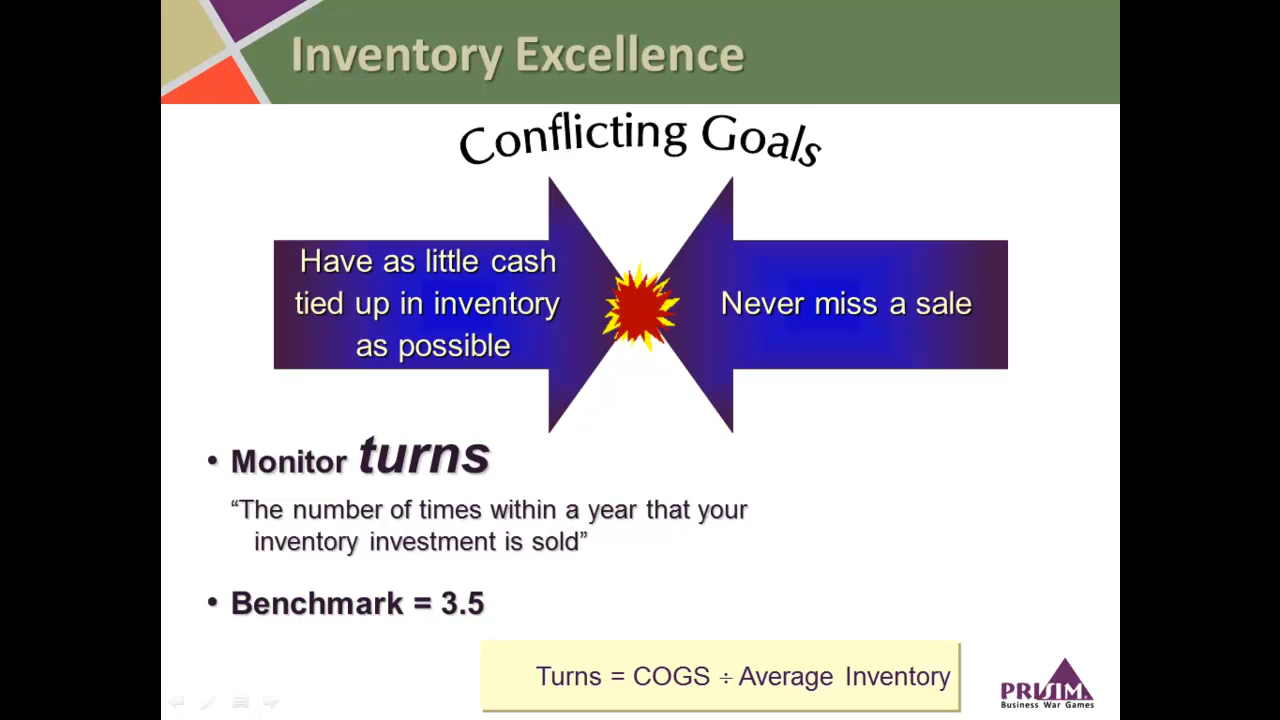 Inventory Excellence
Conflicting Goals
Have as little cash
tied up in inventory
as possible
Never miss a sale
• Monitor turns
“The number of times within a year that your
inventory investment is sold”
• Benchmark = 3.5
Turns = COGS ÷ Average Inventory
PRISIM.
Business War Games